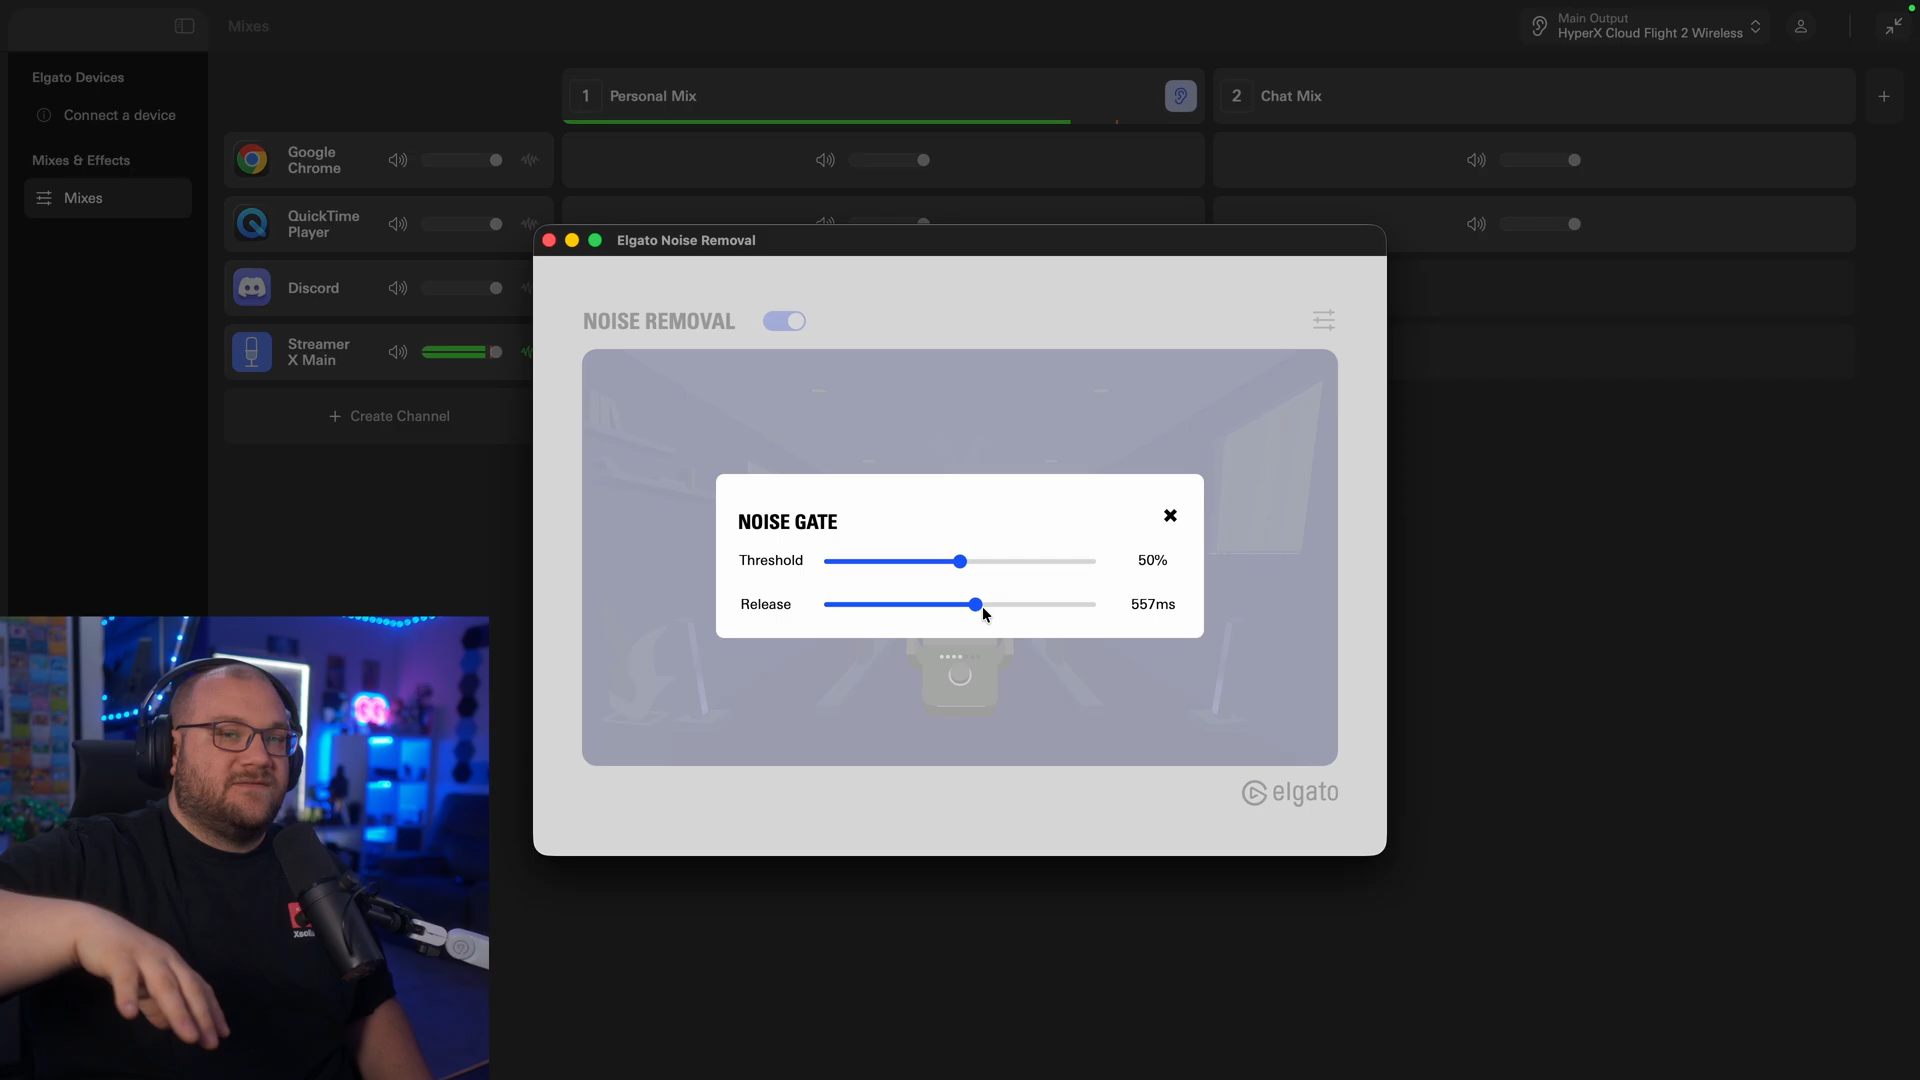 Mixes
Main Output
HyperX Cloud Flight 2 Wireless
Elgato Devices
Connect a device
Mixes & Effects
Mixes
1 Personal Mix
2 Chat Mix
Google
Chrome
QuickTime
Player
Discord
Streamer
X Main
+ Create Channel
Elgato Noise Removal
NOISE REMOVAL
NOISE GATE
Threshold 50%
Release 557ms
elgato